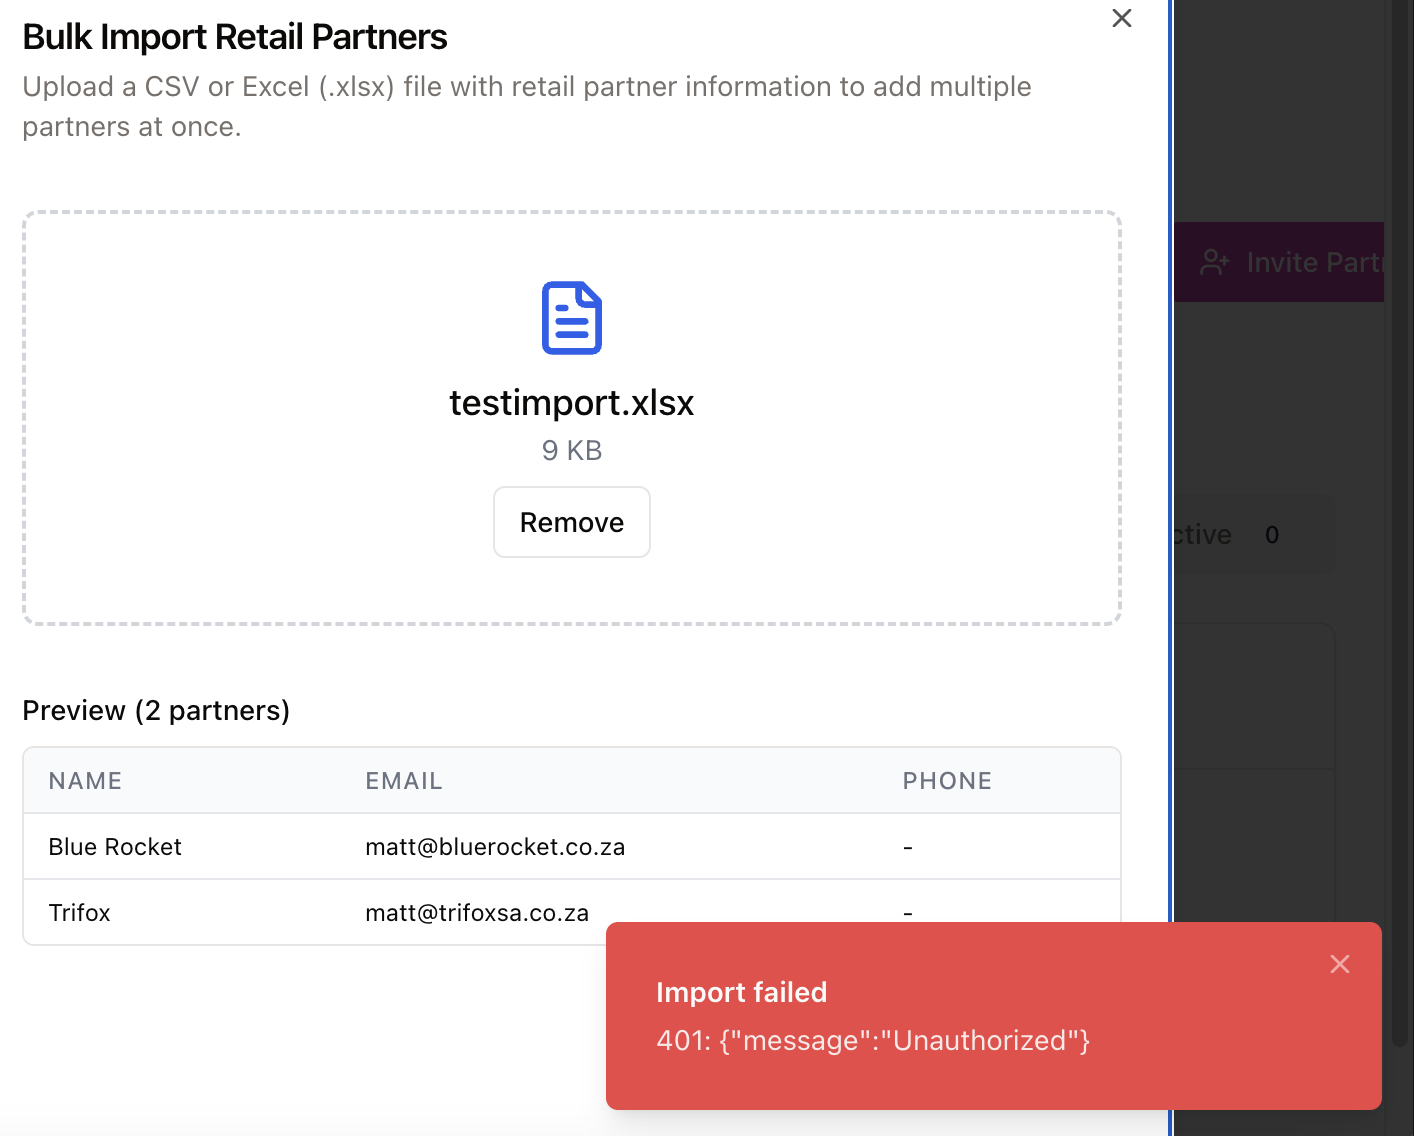 Bulk Import Retail Partners
Upload a CSV or Excel (.xlsx) file with retail partner information to add multiple
partners at once.
Invite
testimport.xlsx
9 KB
Remove
0
Preview (2 partners)
NAME EMAIL PHONE
Blue Rocket matt@bluerocket.co.za -
Trifox matt@trifoxsa.co.za -
Import failed
401: {"message":"Unauthorized"}